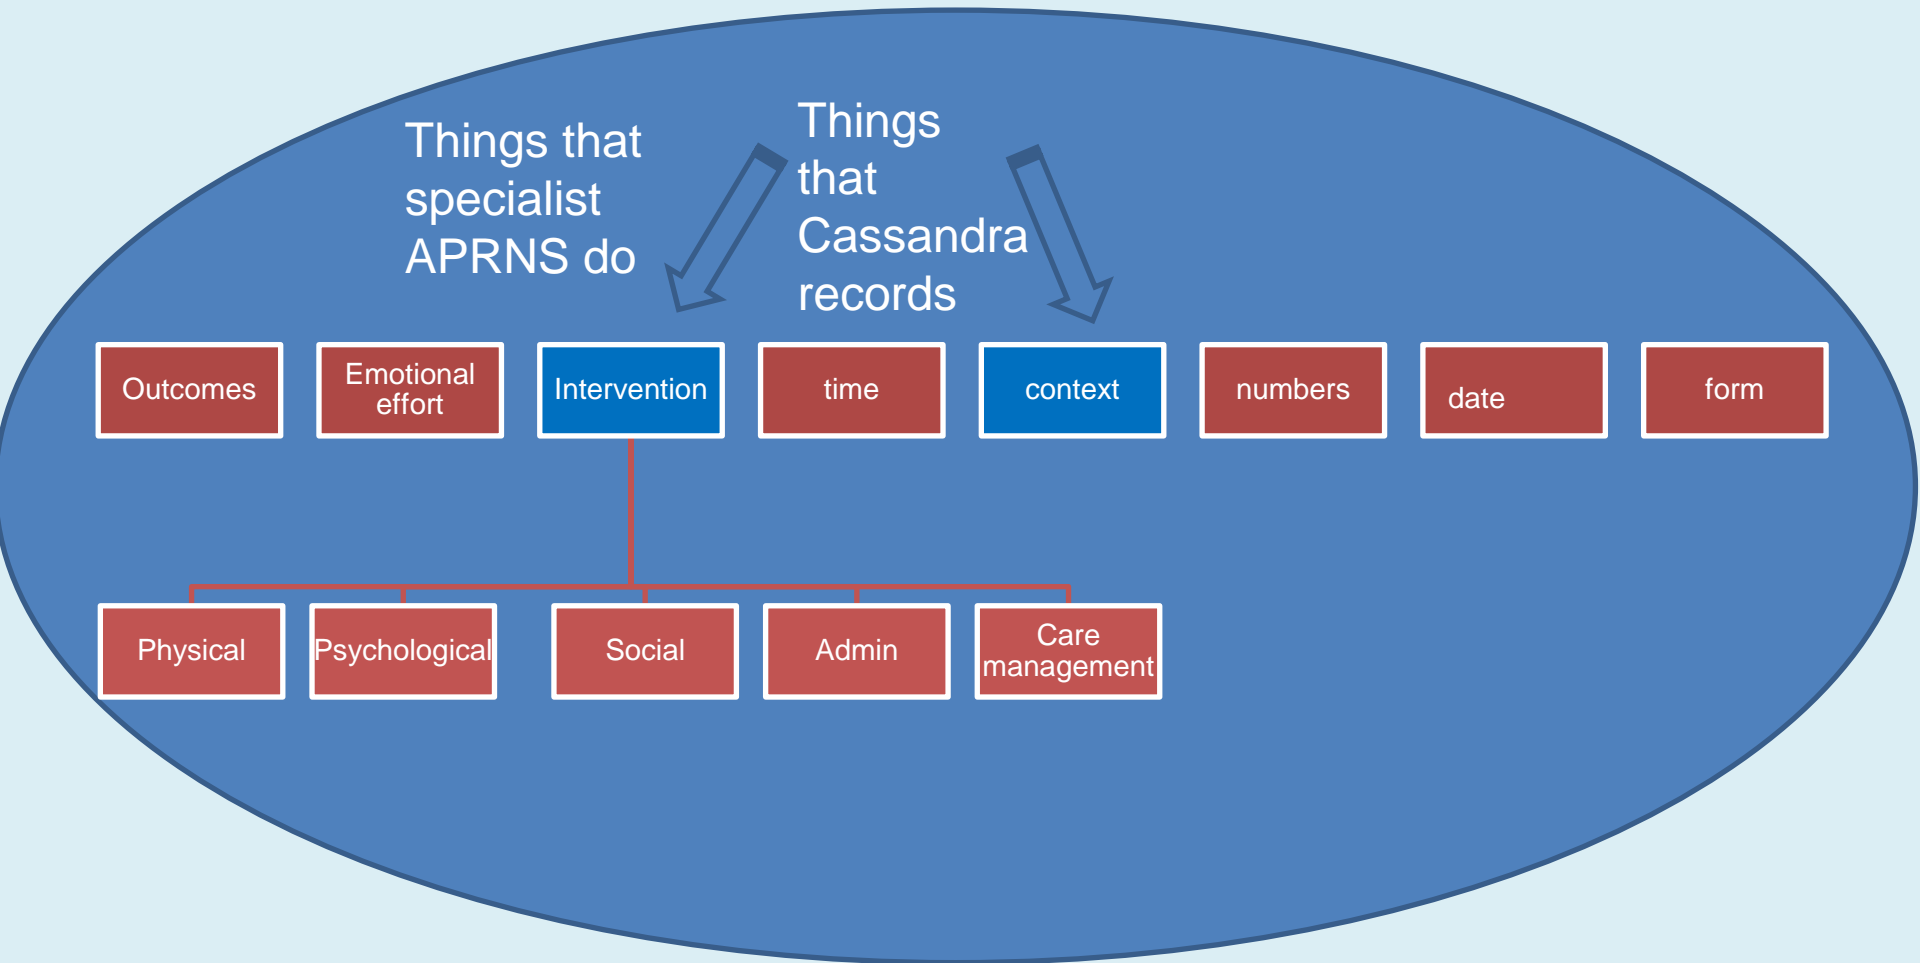 Things that
specialist
APRNS do
Things
that
Cassandra
records
Outcomes
Emotional
effort
Intervention
time
context
numbers
date
form
Physical
Psychological
Social
Admin
Care
management